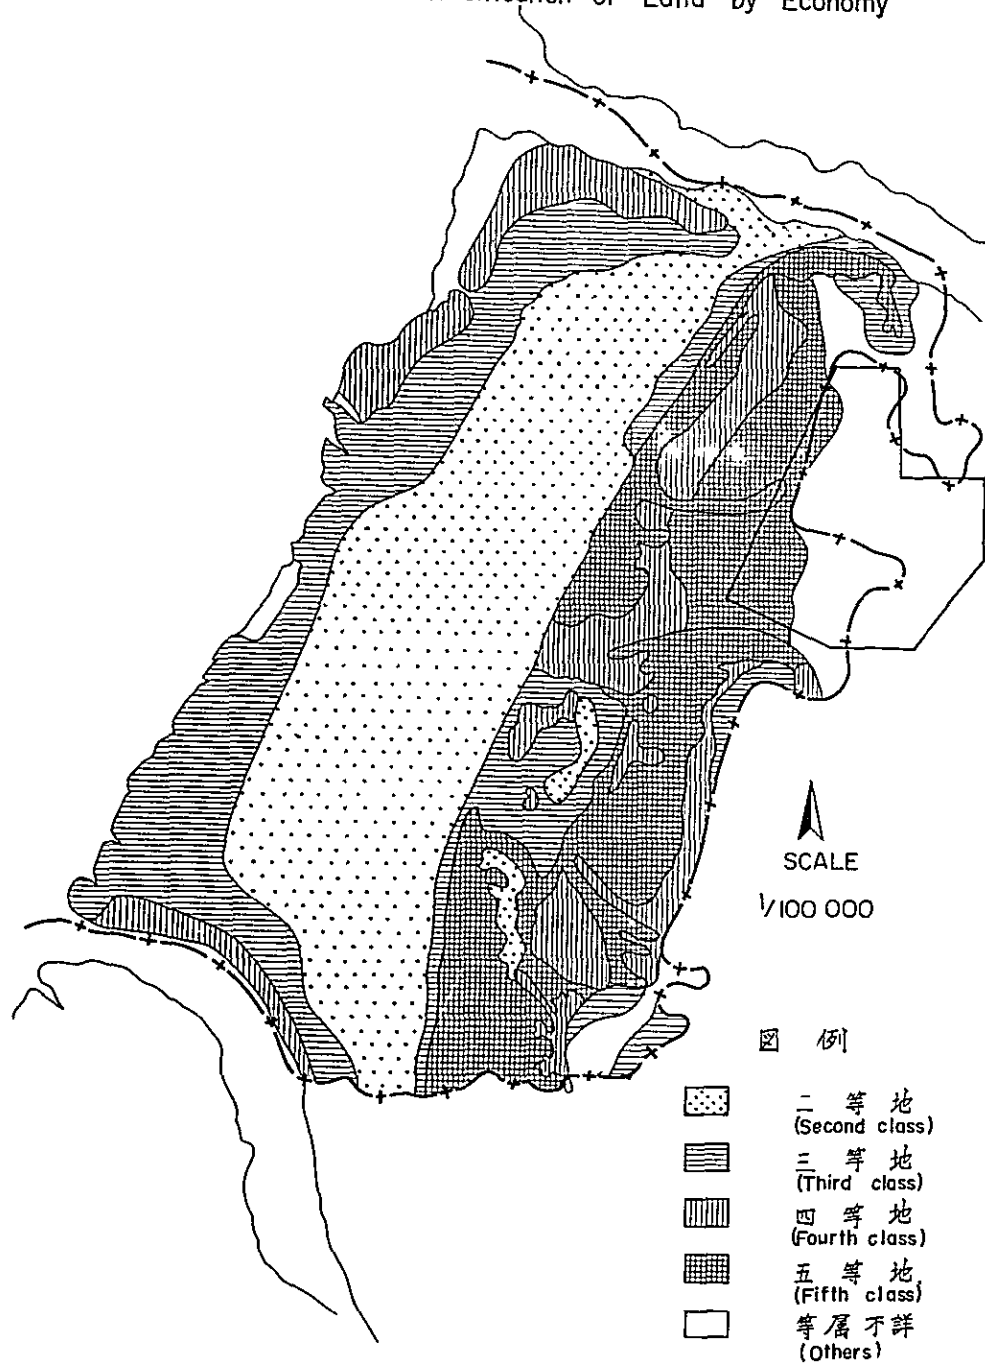 of Land by Economy
SCALE
1/100 000
図 例
二 等 地
(Second class)
三 等 地
(Third class)
四 等 地
(Fourth class)
五 等 地
(Fifth class)
等 屬 不 詳
(Others)